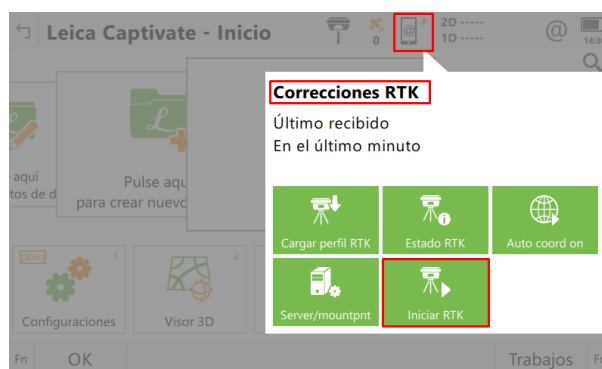 Leica Captivate - Inicio
0
@
2D -----
1D -----
@
Correcciones RTK
Último recibido
En el último minuto
aquí
tos de d
Pulse aqu
para crear nuevo
Cargar perfil RTK
Estado RTK
Auto coord on
DEMO
1
2
Configuraciones
Visor 3D
Server/mountpnt
Iniciar RTK
Fn
OK
Trabajos